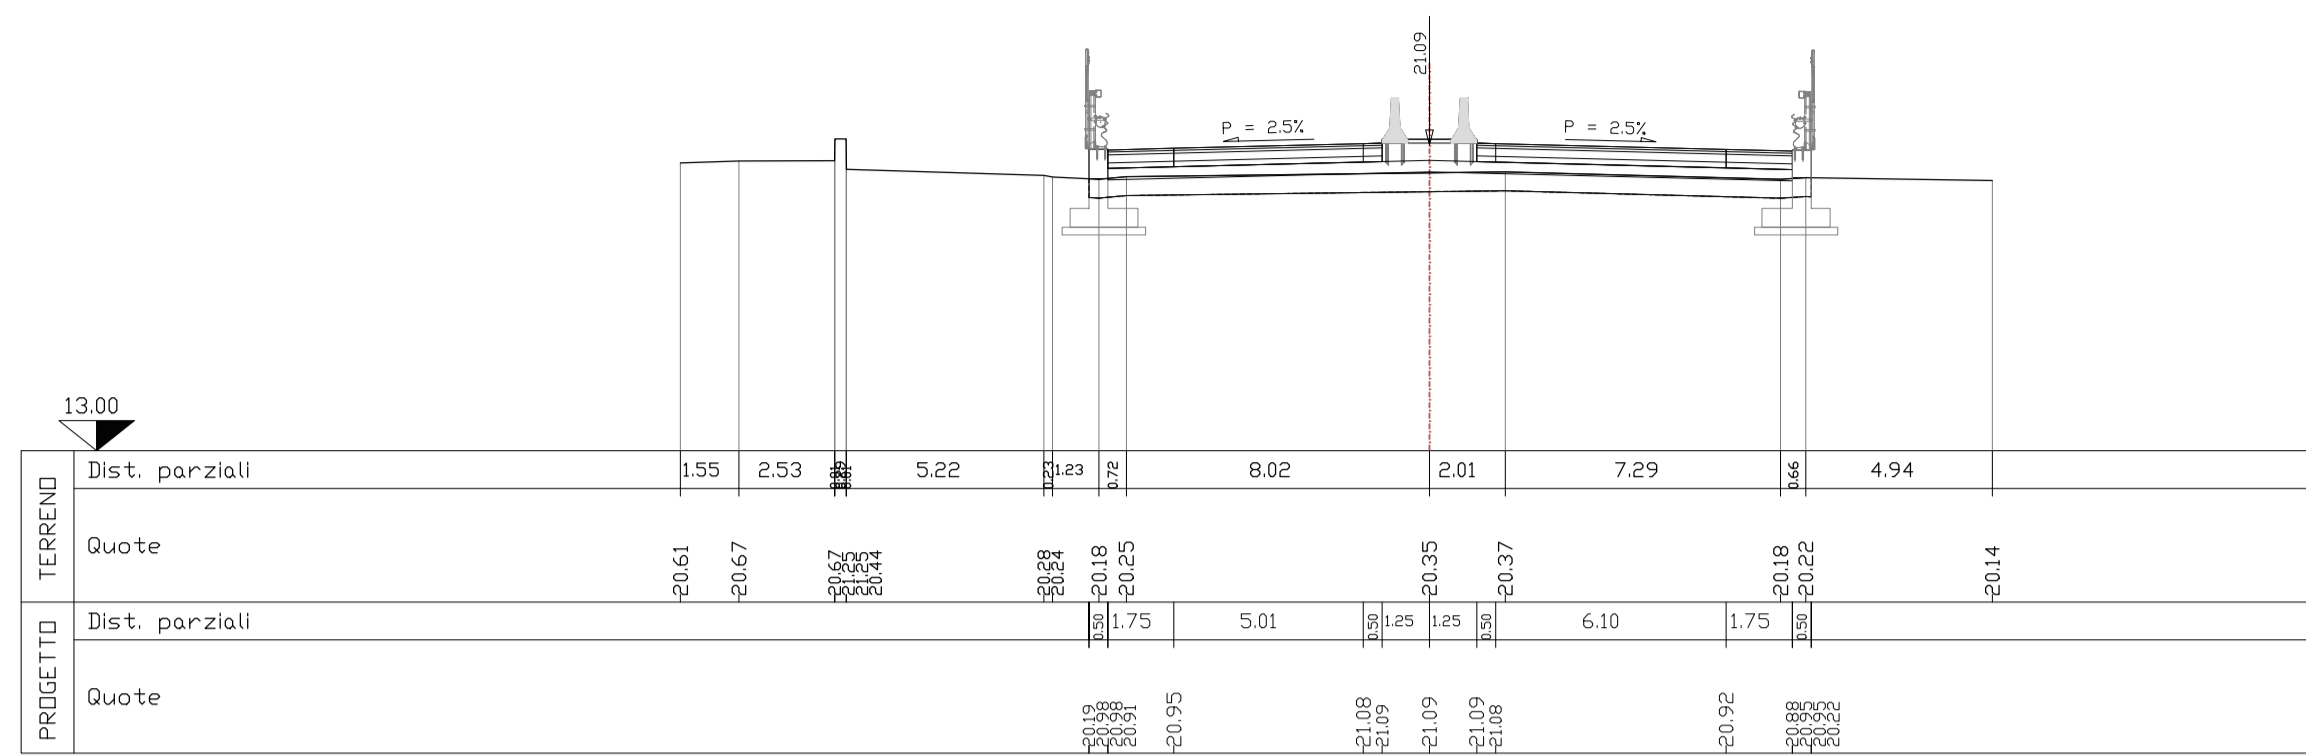 21.09
P = 2.5%
P = 2.5%
13.00
TERRENO
Dist. parziali
1.55 2.53 5.22 0.23 1.23 0.72 8.02 2.01 7.29 0.66 4.94
Quote
20.61 20.67 20.67 21.25 21.25 20.44 20.28 20.24 20.18 20.25 20.35 20.37 20.18 20.22 20.14
PROGETTO
Dist. parziali
0.50 1.75 5.01 0.50 1.25 1.25 0.50 6.10 1.75 0.50
Quote
20.19 20.98 20.98 20.91 20.95 21.08 21.09 21.09 21.09 21.08 20.92 20.88 20.95 20.95 20.22